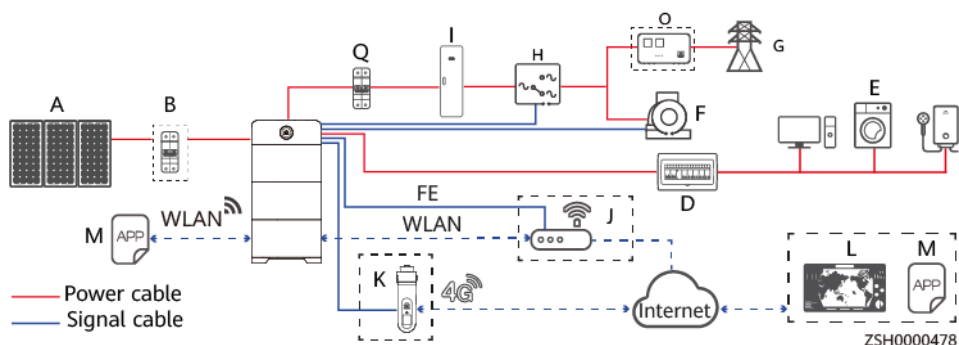 O
I
Q
H
G
A
B
E
F
D
FE
WLAN
WLAN
J
M
APP
K
4G
L
M
APP
Internet
Power cable
Signal cable
ZSH0000478